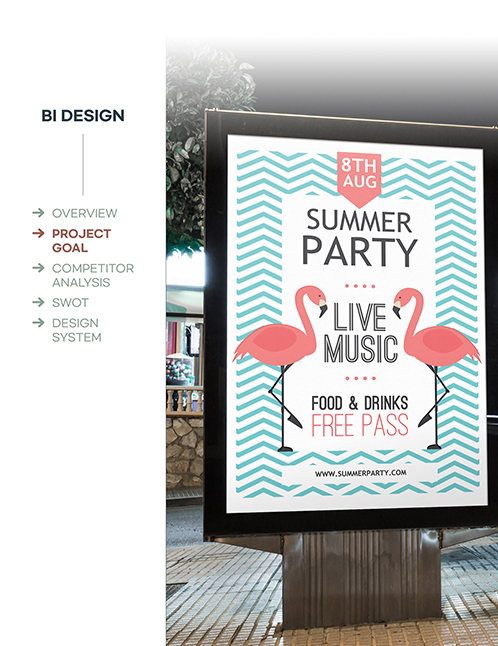 BI DESIGN
→ OVERVIEW
→ PROJECT
GOAL
→ COMPETITOR
ANALYSIS
→ SWOT
→ DESIGN
SYSTEM
8TH
AUG
SUMMER
PARTY
LIVE
MUSIC
FOOD & DRINKS
FREE PASS
WWW.SUMMERPARTY.COM